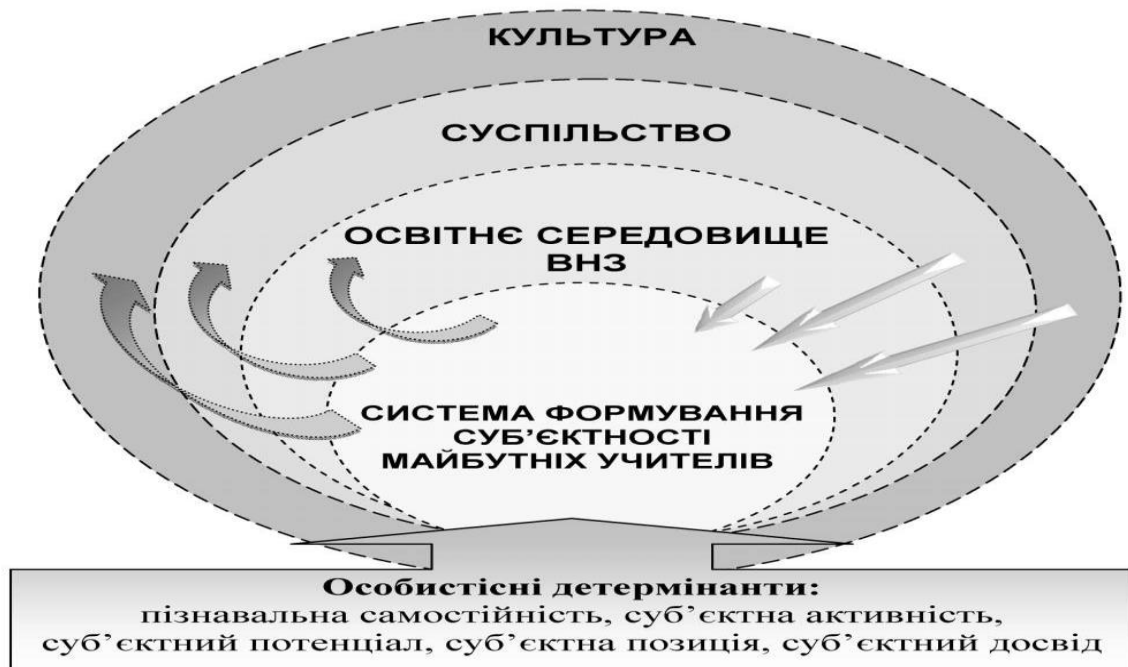 КУЛЬТУРА
СУСПІЛЬСТВО
ОСВІТНЄ СЕРЕДОВИЩЕ
ВНЗ
СИСТЕМА ФОРМУВАННЯ
СУБ’ЄКТНОСТІ
МАЙБУТНІХ УЧИТЕЛІВ
Особистісні детермінанти:
пізнавальна самостійність, суб’єктна активність,
суб’єктний потенціал, суб’єктна позиція, суб’єктний досвід